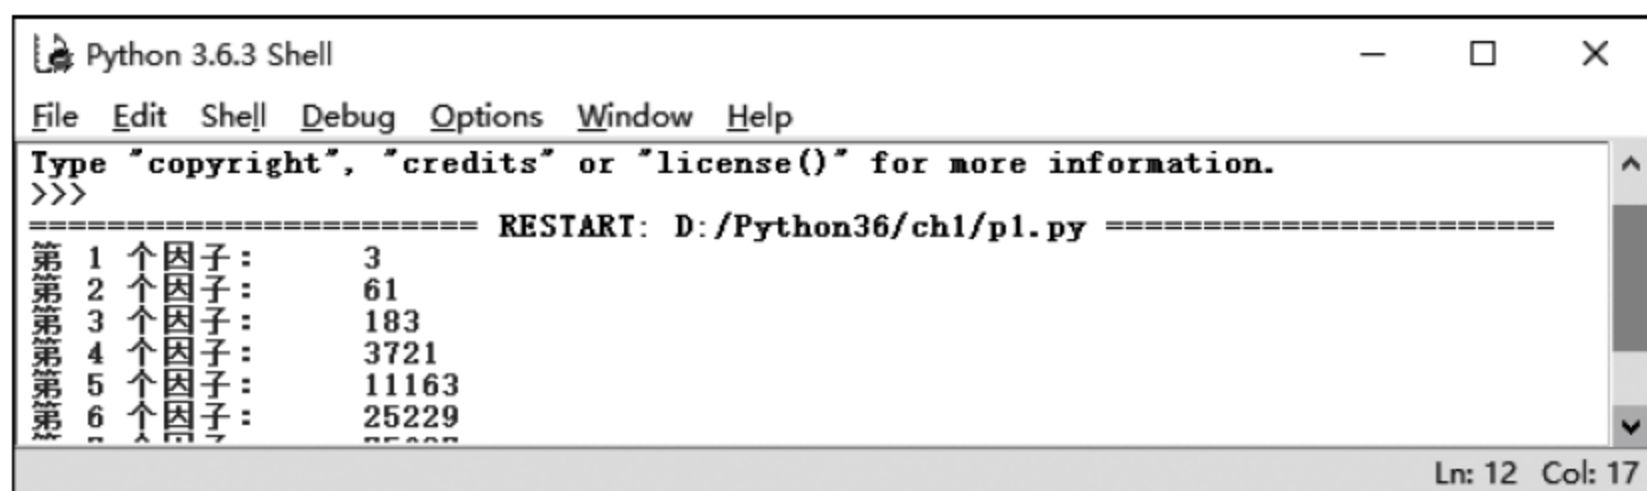 Python 3.6.3 Shell
File Edit Shell Debug Options Window Help
Type "copyright", "credits" or "license()" for more information.
>>>
======================= RESTART: D:/Python36/ch1/p1.py =======================
第 1 个因子: 3
第 2 个因子: 61
第 3 个因子: 183
第 4 个因子: 3721
第 5 个因子: 11163
第 6 个因子: 25229
Ln: 12 Col: 17